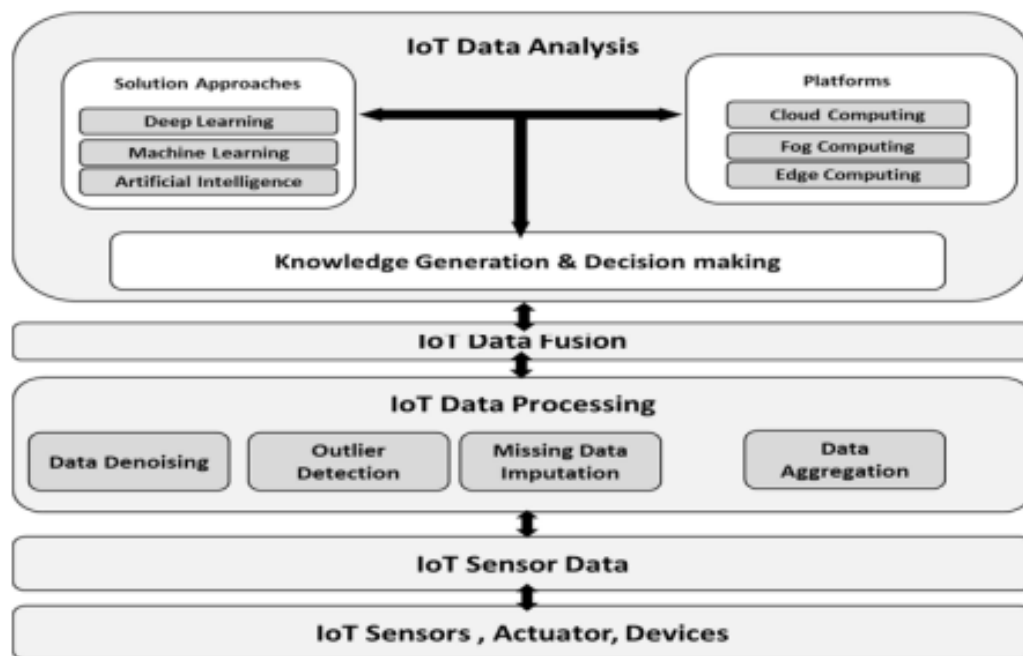 IoT Data Analysis
Solution Approaches
Deep Learning
Machine Learning
Artificial Intelligence
Platforms
Cloud Computing
Fog Computing
Edge Computing
Knowledge Generation & Decision making
IoT Data Fusion
IoT Data Processing
Data Denoising
Outlier
Detection
Missing Data
Imputation
Data
Aggregation
IoT Sensor Data
IoT Sensors , Actuator, Devices